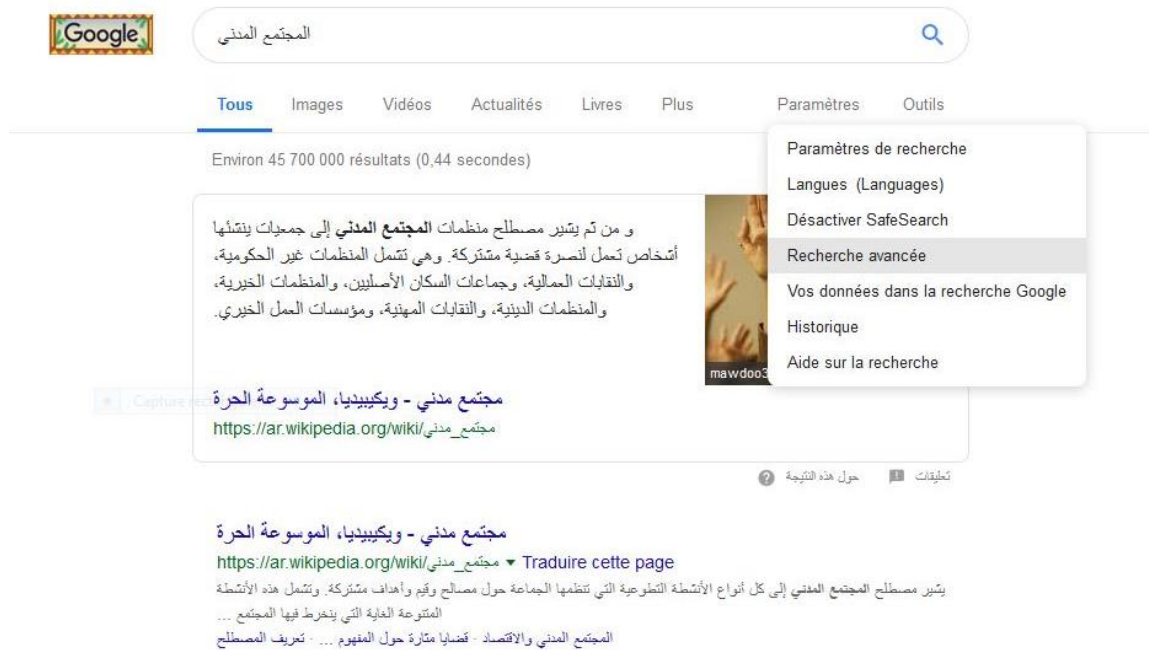 Google
المجتمع المدني
Tous Images Vidéos Actualités Livres Plus Paramètres Outils
Environ 45 700 000 résultats (0,44 secondes)
Paramètres de recherche
Langues (Languages)
Désactiver SafeSearch
Recherche avancée
Vos données dans la recherche Google
Historique
Aide sur la recherche
و من ثم يشير مصطلح منظمات المجتمع المدني إلى جمعيات ينشئها
أشخاص تعمل لنصرة قضية مشتركة. وهي تشمل المنظمات غير الحكومية،
والنقابات العمالية، وجماعات السكان الأصليين، والمنظمات الخيرية،
والمنظمات الدينية، والنقابات المهنية، ومؤسسات العمل الخيري.
mawdoo3
مجتمع مدني - ويكيبيديا، الموسوعة الحرة
https://ar.wikipedia.org/wiki/مجتمع_مدني
حول هذه النتيجة تعليقات
مجتمع مدني - ويكيبيديا، الموسوعة الحرة
https://ar.wikipedia.org/wiki/مجتمع_مدني ▼ Traduire cette page
يشير مصطلح المجتمع المدني إلى كل أنواع الأنشطة التطوعية التي تنظمها الجماعة حول مصالح وقيم وأهداف مشتركة. وتشمل هذه الأنشطة
المتنوعة الغاية التي ينخرط فيها المجتمع ...
المجتمع المدني والاقتصاد · قضايا مثارة حول المفهوم ... · تعريف المصطلح